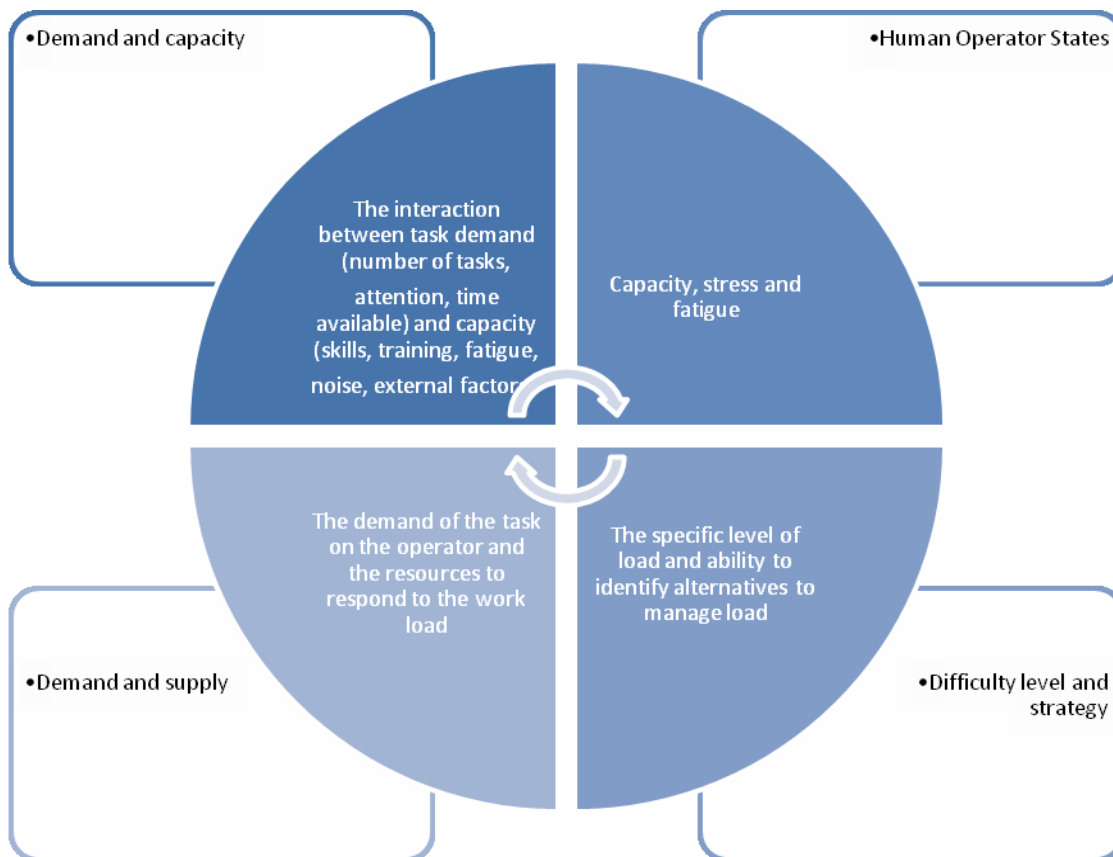 •Demand and capacity
•Human Operator States
The interaction
between task demand
(number of tasks,
attention, time
available) and capacity
(skills, training, fatigue,
noise, external factors
Capacity, stress and
fatigue
The demand of the task
on the operator and
the resources to
respond to the work
load
The specific level of
load and ability to
identify alternatives to
manage load
•Demand and supply
•Difficulty level and
strategy